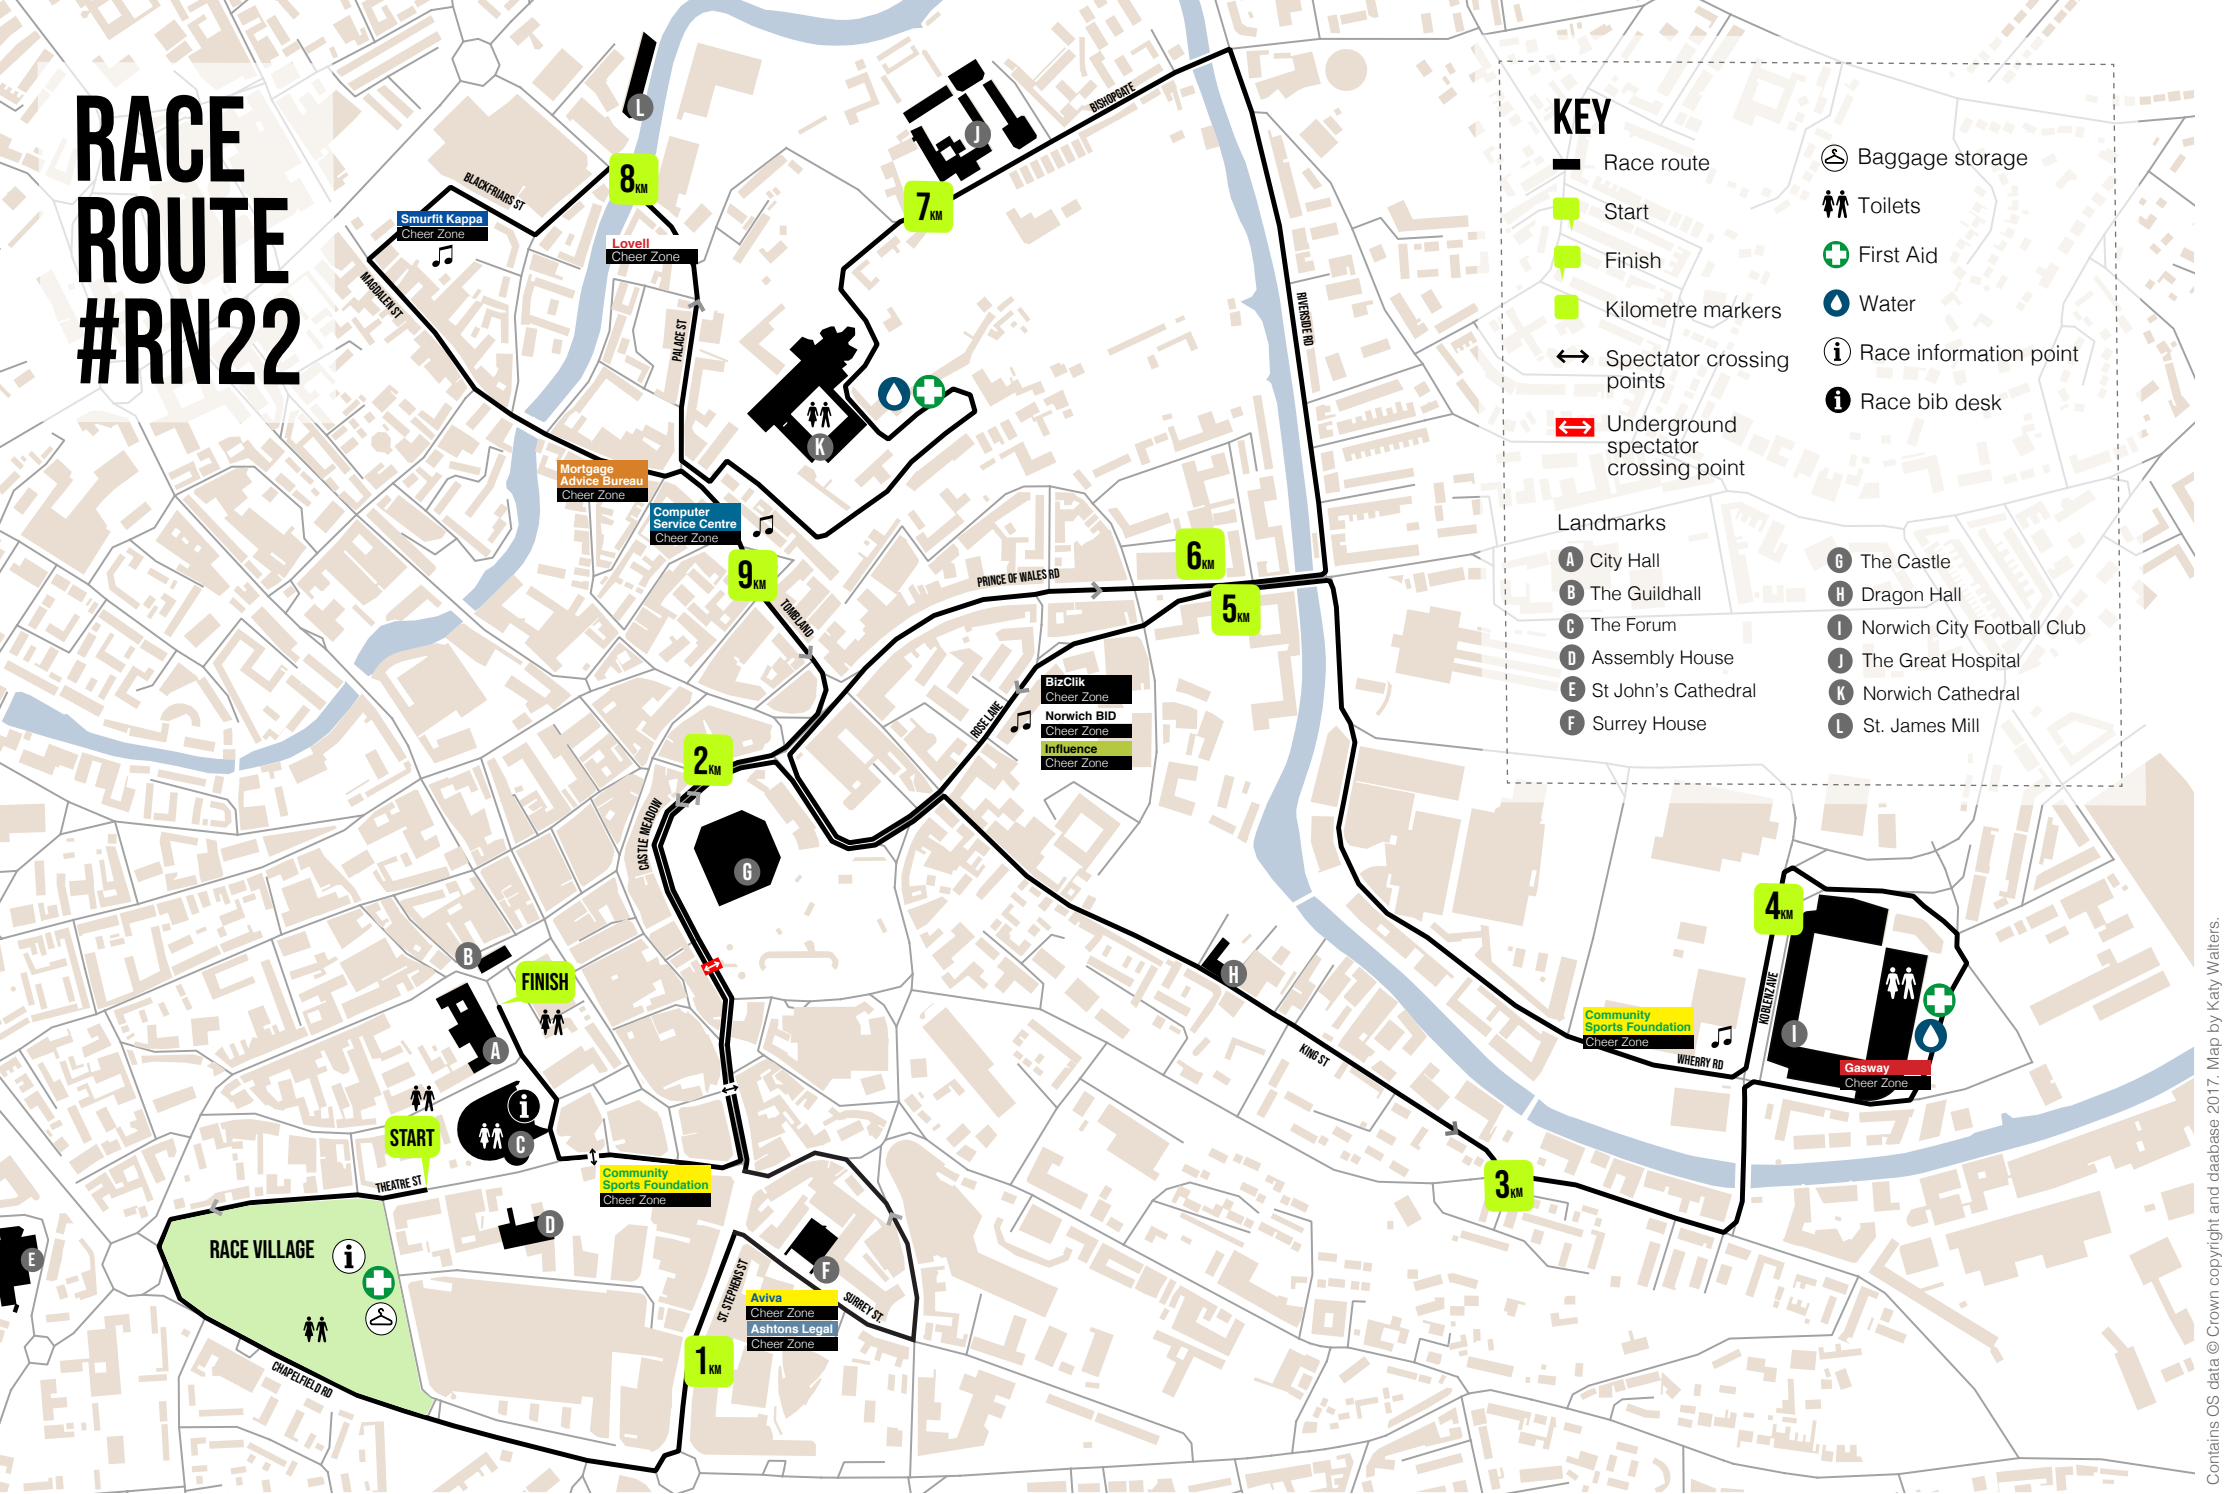 RACE
ROUTE
#RN22
KEY
Race route
Start
Finish
Kilometre markers
Spectator crossing
points
Underground
spectator
crossing point
Baggage storage
Toilets
First Aid
Water
Race information point
Race bib desk
Landmarks
A City Hall
B The Guildhall
C The Forum
D Assembly House
E St John's Cathedral
F Surrey House
G The Castle
H Dragon Hall
I Norwich City Football Club
J The Great Hospital
K Norwich Cathedral
L St. James Mill
L
J
BISHOPGATE
8KM
7KM
BLACKFRIARS ST
Smurfit Kappa
Cheer Zone
Lovell
Cheer Zone
MAGDALEN ST
PALACE ST
RIVERSIDE RD
K
Mortgage
Advice Bureau
Cheer Zone
Computer
Service Centre
Cheer Zone
9KM
TOMBLAND
PRINCE OF WALES RD
6KM
5KM
BizClik
Cheer Zone
Norwich BID
Cheer Zone
Influence
Cheer Zone
ROSE LANE
2KM
CASTLE MEADOW
G
4KM
B
FINISH
H
A
KOBLENZ AVE
I
Community
Sports Foundation
Cheer Zone
WHERRY RD
Gasway
Cheer Zone
KING ST
i
C
START
THEATRE ST
Community
Sports Foundation
Cheer Zone
3KM
D
E
RACE VILLAGE
i
F
ST. STEPHENS ST
Aviva
Cheer Zone
Ashtons Legal
Cheer Zone
SURREY ST.
1KM
CHAPELFIELD RD
Contains OS data © Crown copyright and daabase 2017. Map by Katy Walters.